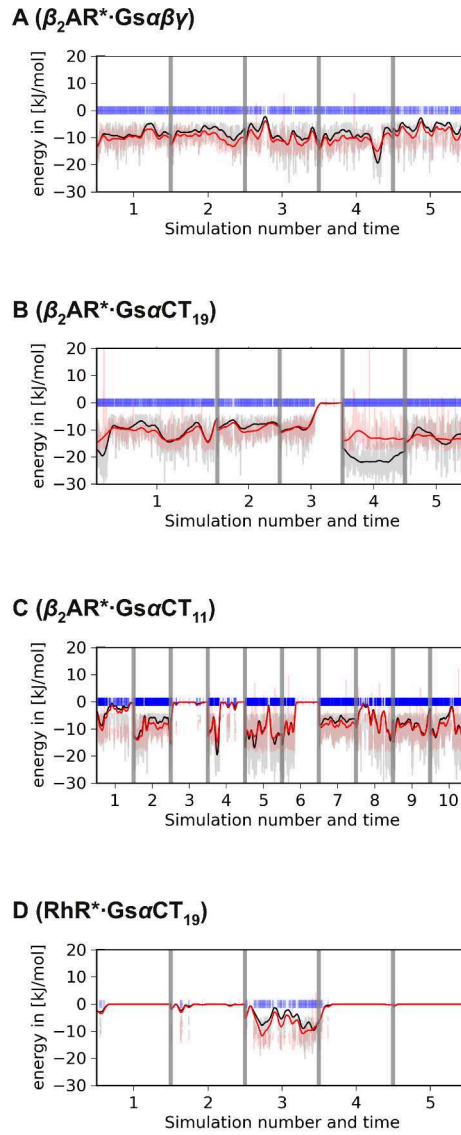 A (β₂AR*·Gsαβγ)
energy in [kJ/mol]
20
10
0
−10
−20
−30
1 2 3 4 5
Simulation number and time
B (β₂AR*·GsαCT₁₉)
energy in [kJ/mol]
20
10
0
−10
−20
−30
1 2 3 4 5
Simulation number and time
C (β₂AR*·GsαCT₁₁)
energy in [kJ/mol]
20
10
0
−10
−20
−30
1 2 3 4 5 6 7 8 9 10
Simulation number and time
D (RhR*·GsαCT₁₉)
energy in [kJ/mol]
20
10
0
−10
−20
−30
1 2 3 4 5
Simulation number and time